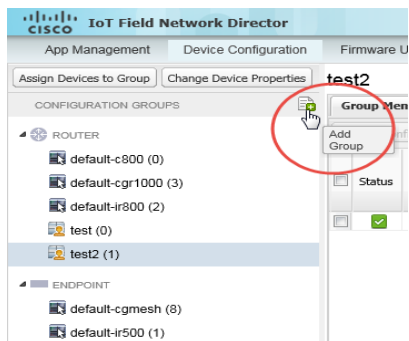 CISCO IoT Field Network Director
App Management Device Configuration Firmware U
Assign Devices to Group Change Device Properties test2
CONFIGURATION GROUPS Group Mem
Add
Group
ROUTER
default-c800 (0)
Status
default-cgr1000 (3)
default-ir800 (2)
test (0)
test2 (1)
ENDPOINT
default-cgmesh (8)
default-ir500 (1)